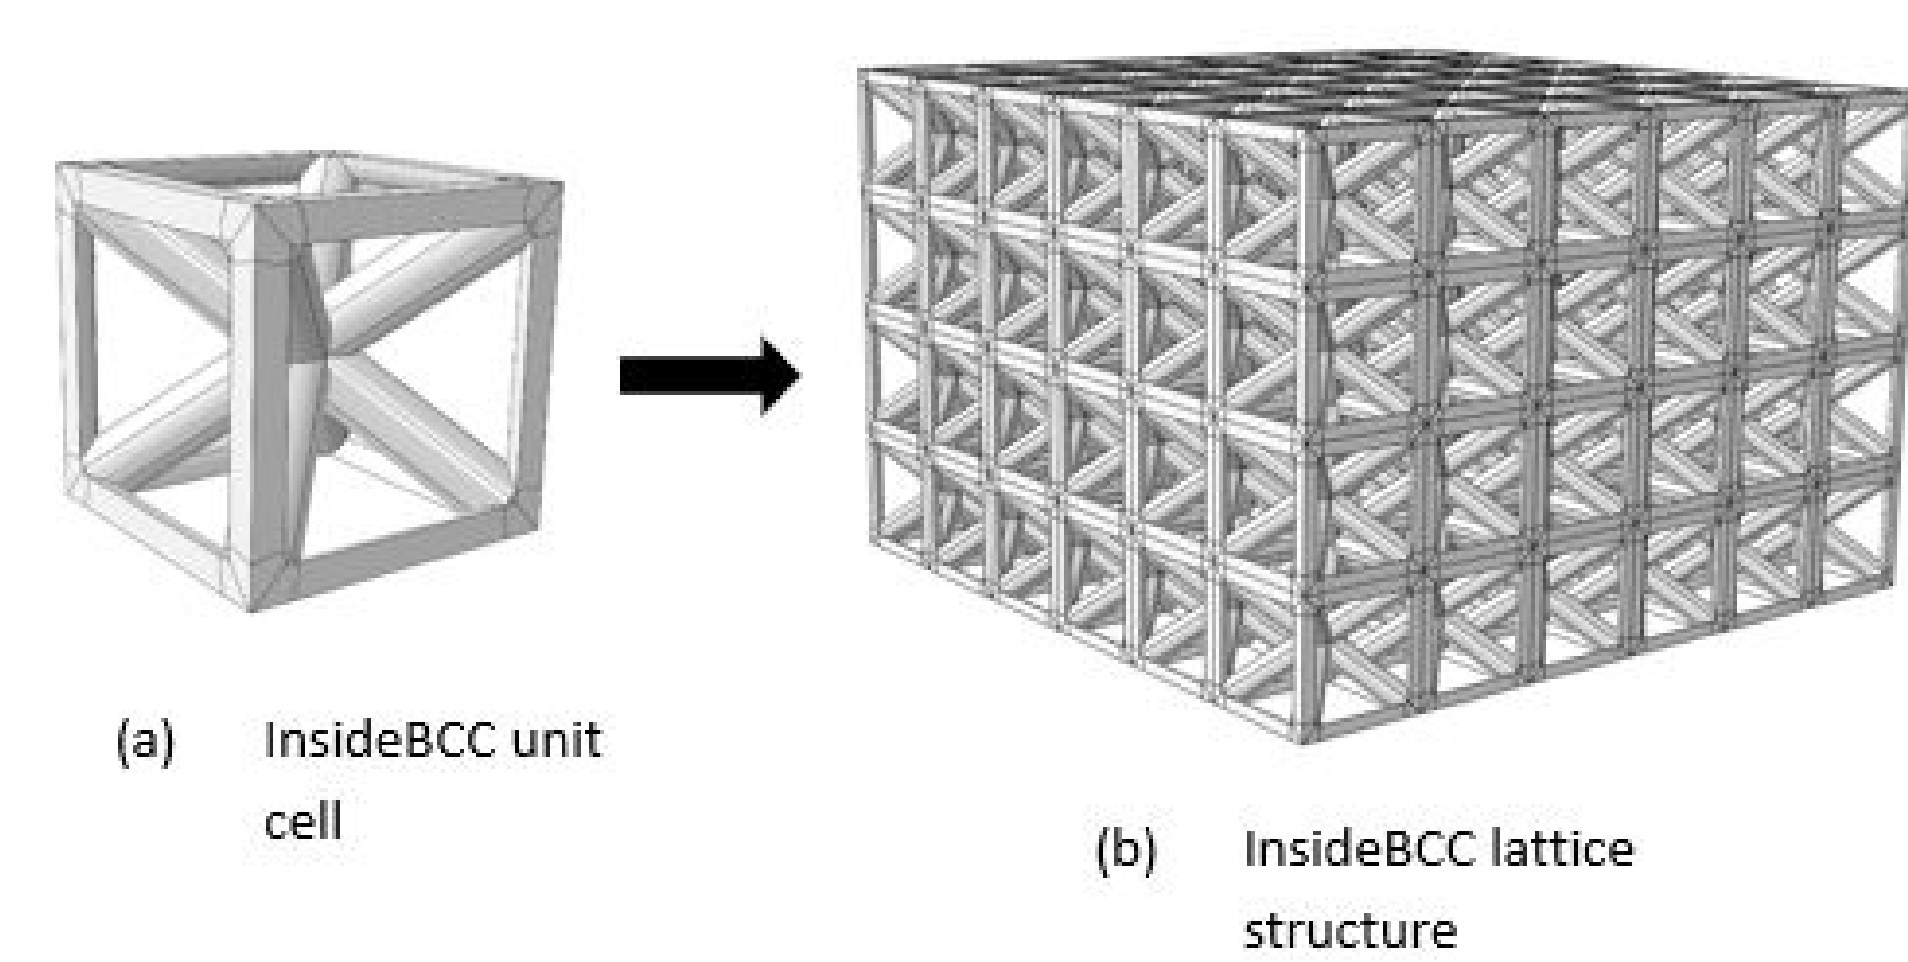 (a) InsideBCC unit
cell
(b) InsideBCC lattice
structure